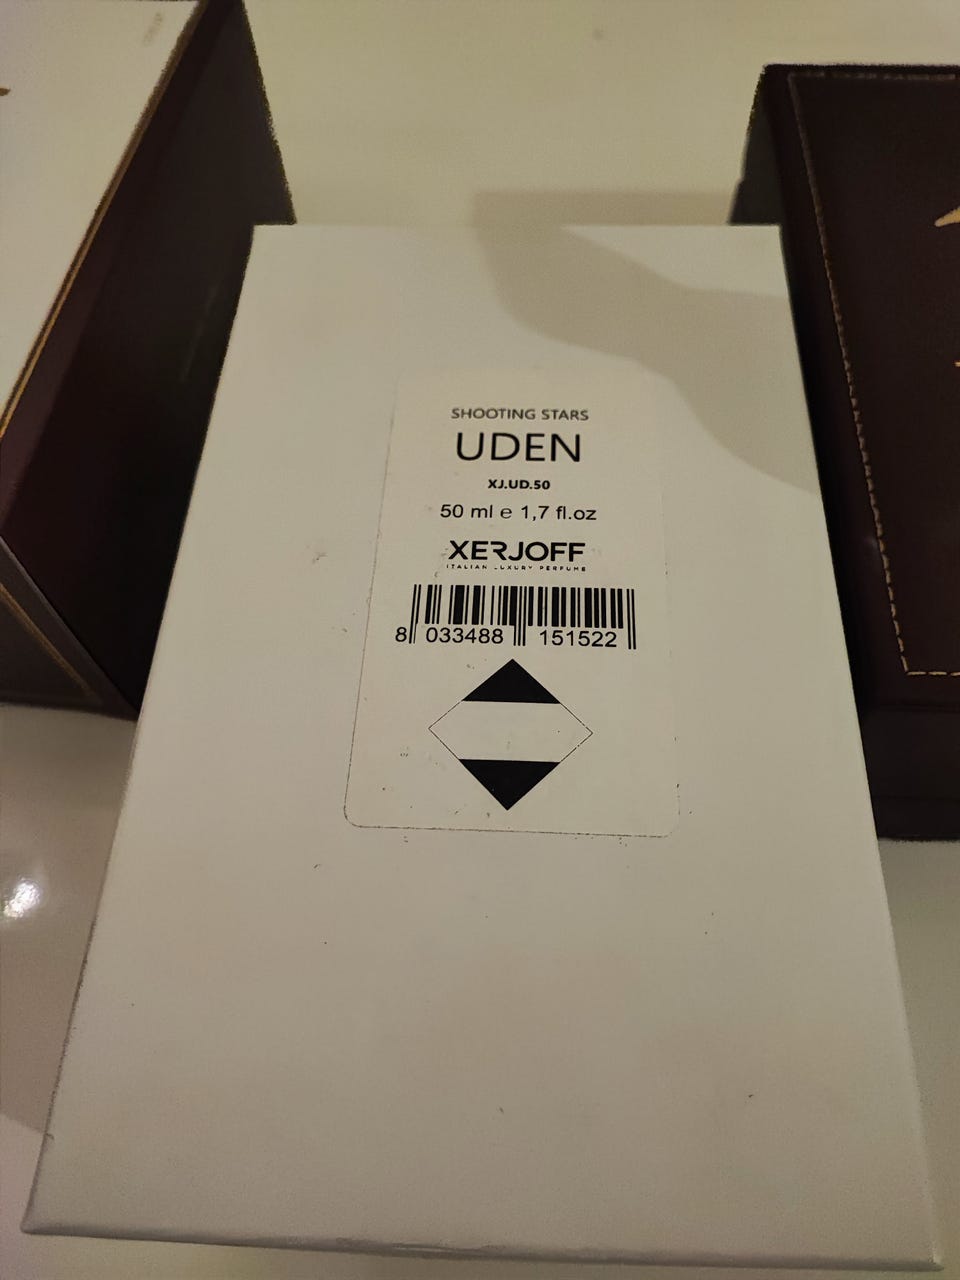 SHOOTING STARS
UDEN
XJ.UD.50
50 ml e 1,7 fl.oz
XERJOFF
ITALIAN LUXURY PERFUME
8 033488 151522